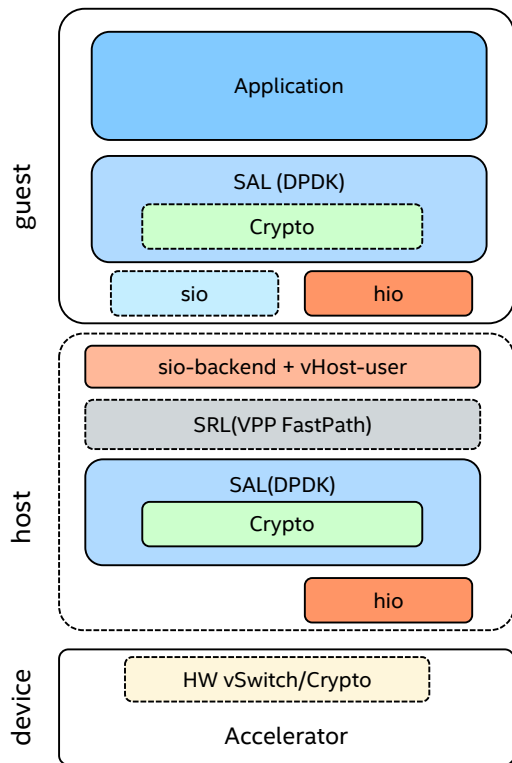 guest
Application
SAL (DPDK)
Crypto
sio
hio
host
sio-backend + vHost-user
SRL(VPP FastPath)
SAL(DPDK)
Crypto
hio
device
HW vSwitch/Crypto
Accelerator